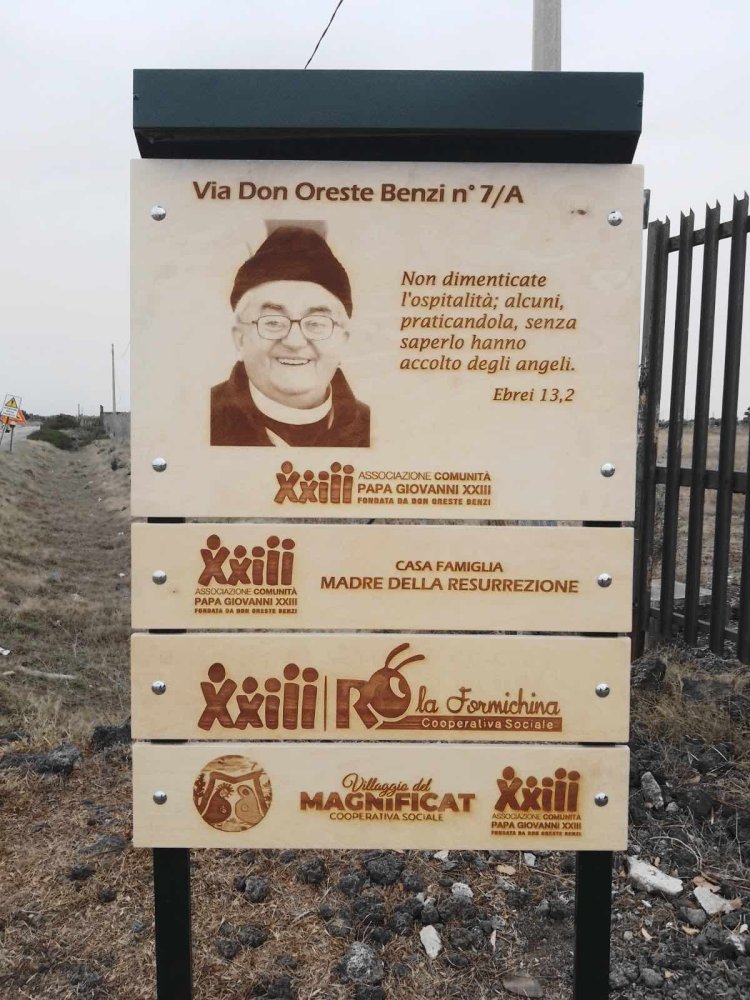 Via Don Oreste Benzi n° 7/A
Non dimenticate
l'ospitalità; alcuni,
praticandola, senza
saperlo hanno
accolto degli angeli.
Ebrei 13,2
xxiii ASSOCIAZIONE COMUNITÀ
PAPA GIOVANNI XXIII
FONDATA DA DON ORESTE BENZI
xxiii
ASSOCIAZIONE COMUNITÀ
PAPA GIOVANNI XXIII
FONDATA DA DON ORESTE BENZI
CASA FAMIGLIA
MADRE DELLA RESURREZIONE
xxiii
la Formichina
Cooperativa Sociale
Villaggio del
MAGNiFICAT
COOPERATIVA SOCIALE
xxiii
ASSOCIAZIONE COMUNITÀ
PAPA GIOVANNI XXIII
FONDATA DA DON ORESTE BENZI